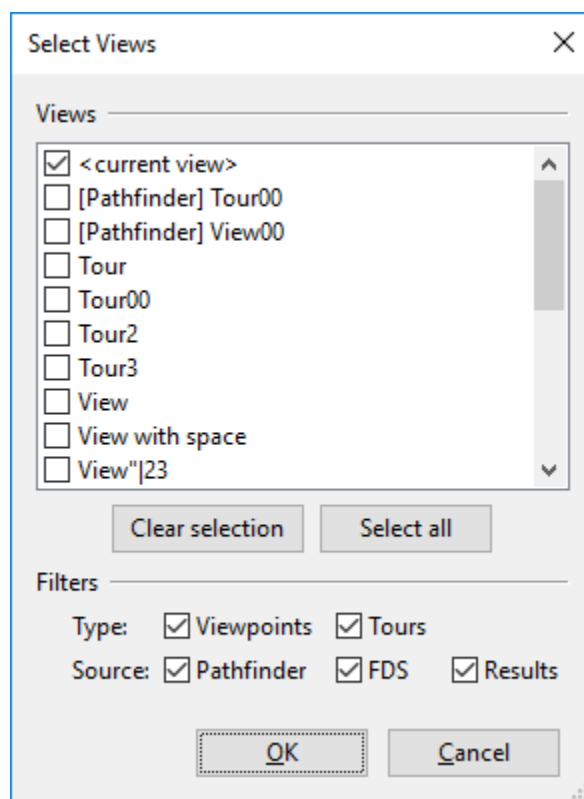 Select Views
Views
<current view>
[Pathfinder] Tour00
[Pathfinder] View00
Tour
Tour00
Tour2
Tour3
View
View with space
View"|23
Clear selection Select all
Filters
Type: Viewpoints Tours
Source: Pathfinder FDS Results
OK Cancel